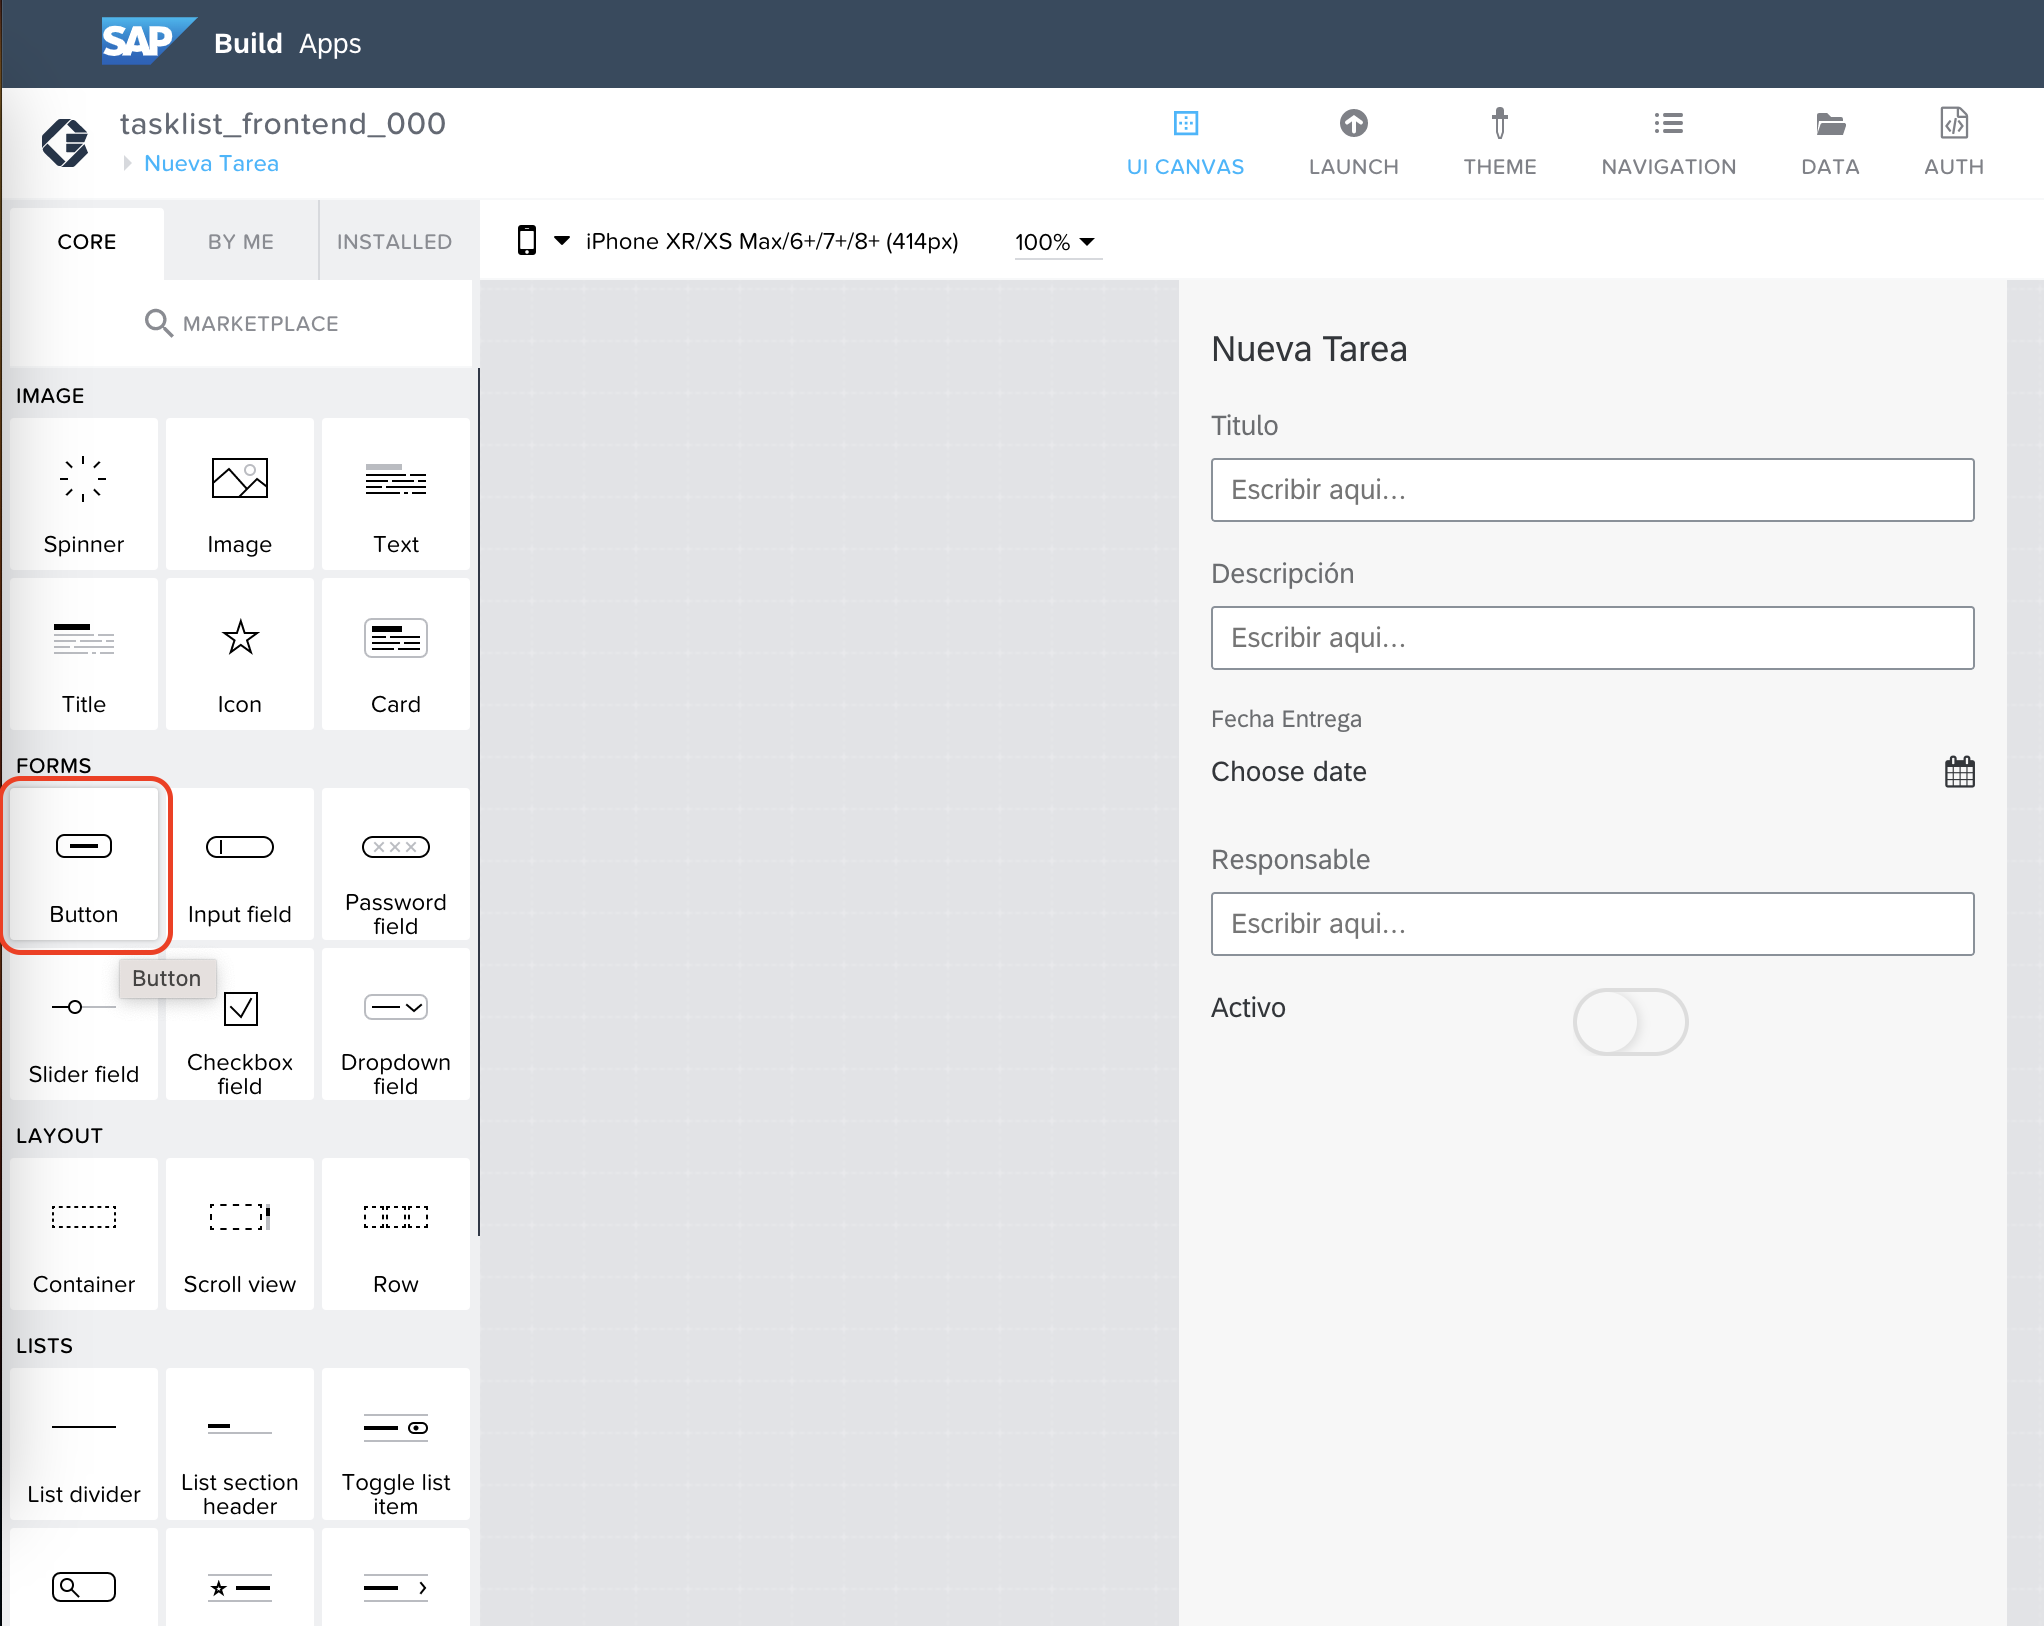 SAP Build Apps
tasklist_frontend_000
Nueva Tarea
UI CANVAS
LAUNCH
THEME
NAVIGATION
DATA
AUTH
CORE
BY ME
INSTALLED
iPhone XR/XS Max/6+/7+/8+ (414px)
100%
MARKETPLACE
IMAGE
Spinner
Image
Text
Title
Icon
Card
FORMS
Button
Input field
Password
field
Button
Slider field
Checkbox
field
Dropdown
field
LAYOUT
Container
Scroll view
Row
LISTS
List divider
List section
header
Toggle list
item
Nueva Tarea
Titulo
Escribir aqui...
Descripción
Escribir aqui...
Fecha Entrega
Choose date
Responsable
Escribir aqui...
Activo